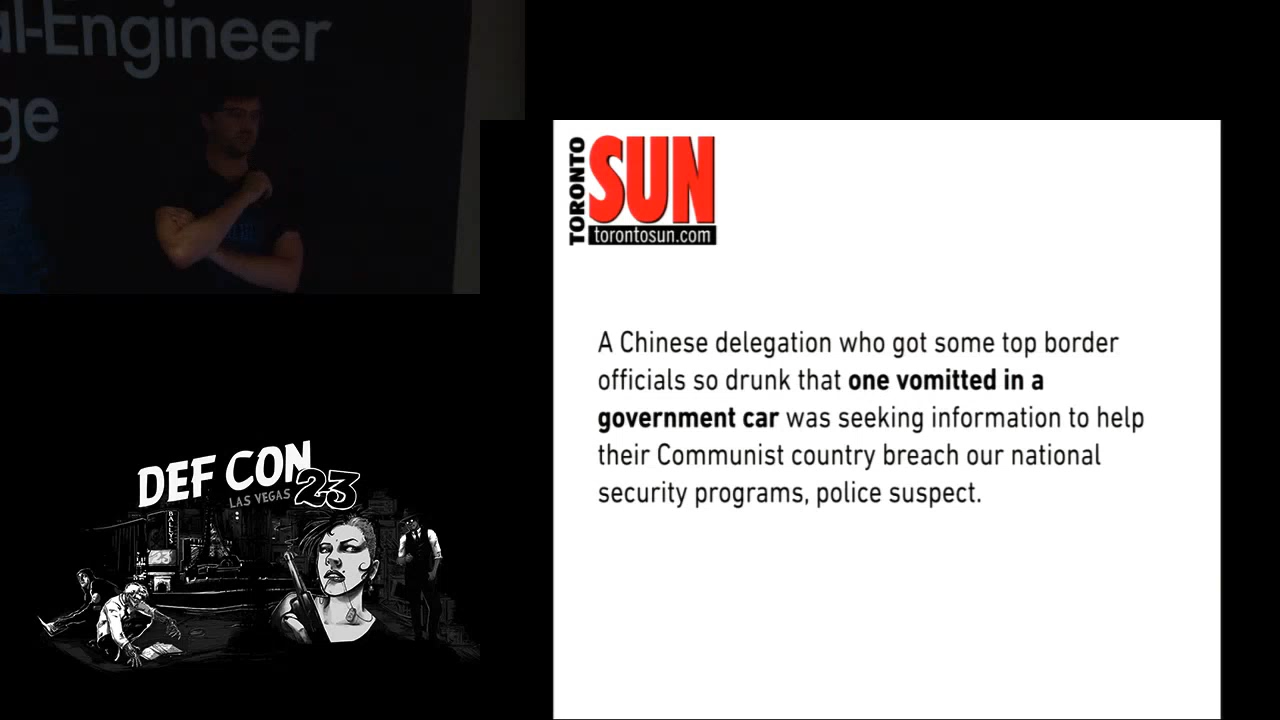 al-Engineer
ge
TORONTO
SUN
torontosun.com
A Chinese delegation who got some top border
officials so drunk that one vomitted in a
government car was seeking information to help
their Communist country breach our national
security programs, police suspect.
DEF CON
LAS VEGAS 23
BALLYS
23